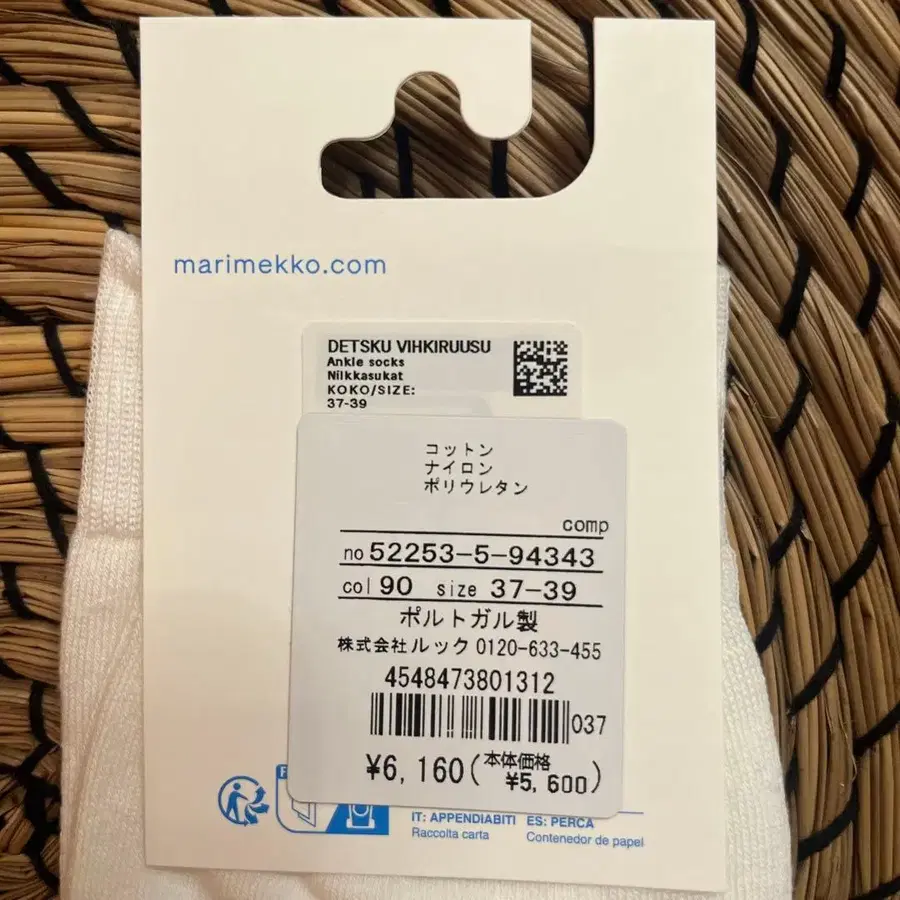 marimekko.com
DETSKU VIHKIRUUSU
Ankle socks
Nilkkasukat
KOKO/SIZE:
37-39
コットン
ナイロン
ポリウレタン
comp
no 52253-5-94343
col 90 size 37-39
ポルトガル製
株式会社ルック 0120-633-455
4548473801312
037
¥6,160(本体価格 ¥5,600)
F
IT: APPENDIABITI ES: PERCA
Raccolta carta Contenedor de papel